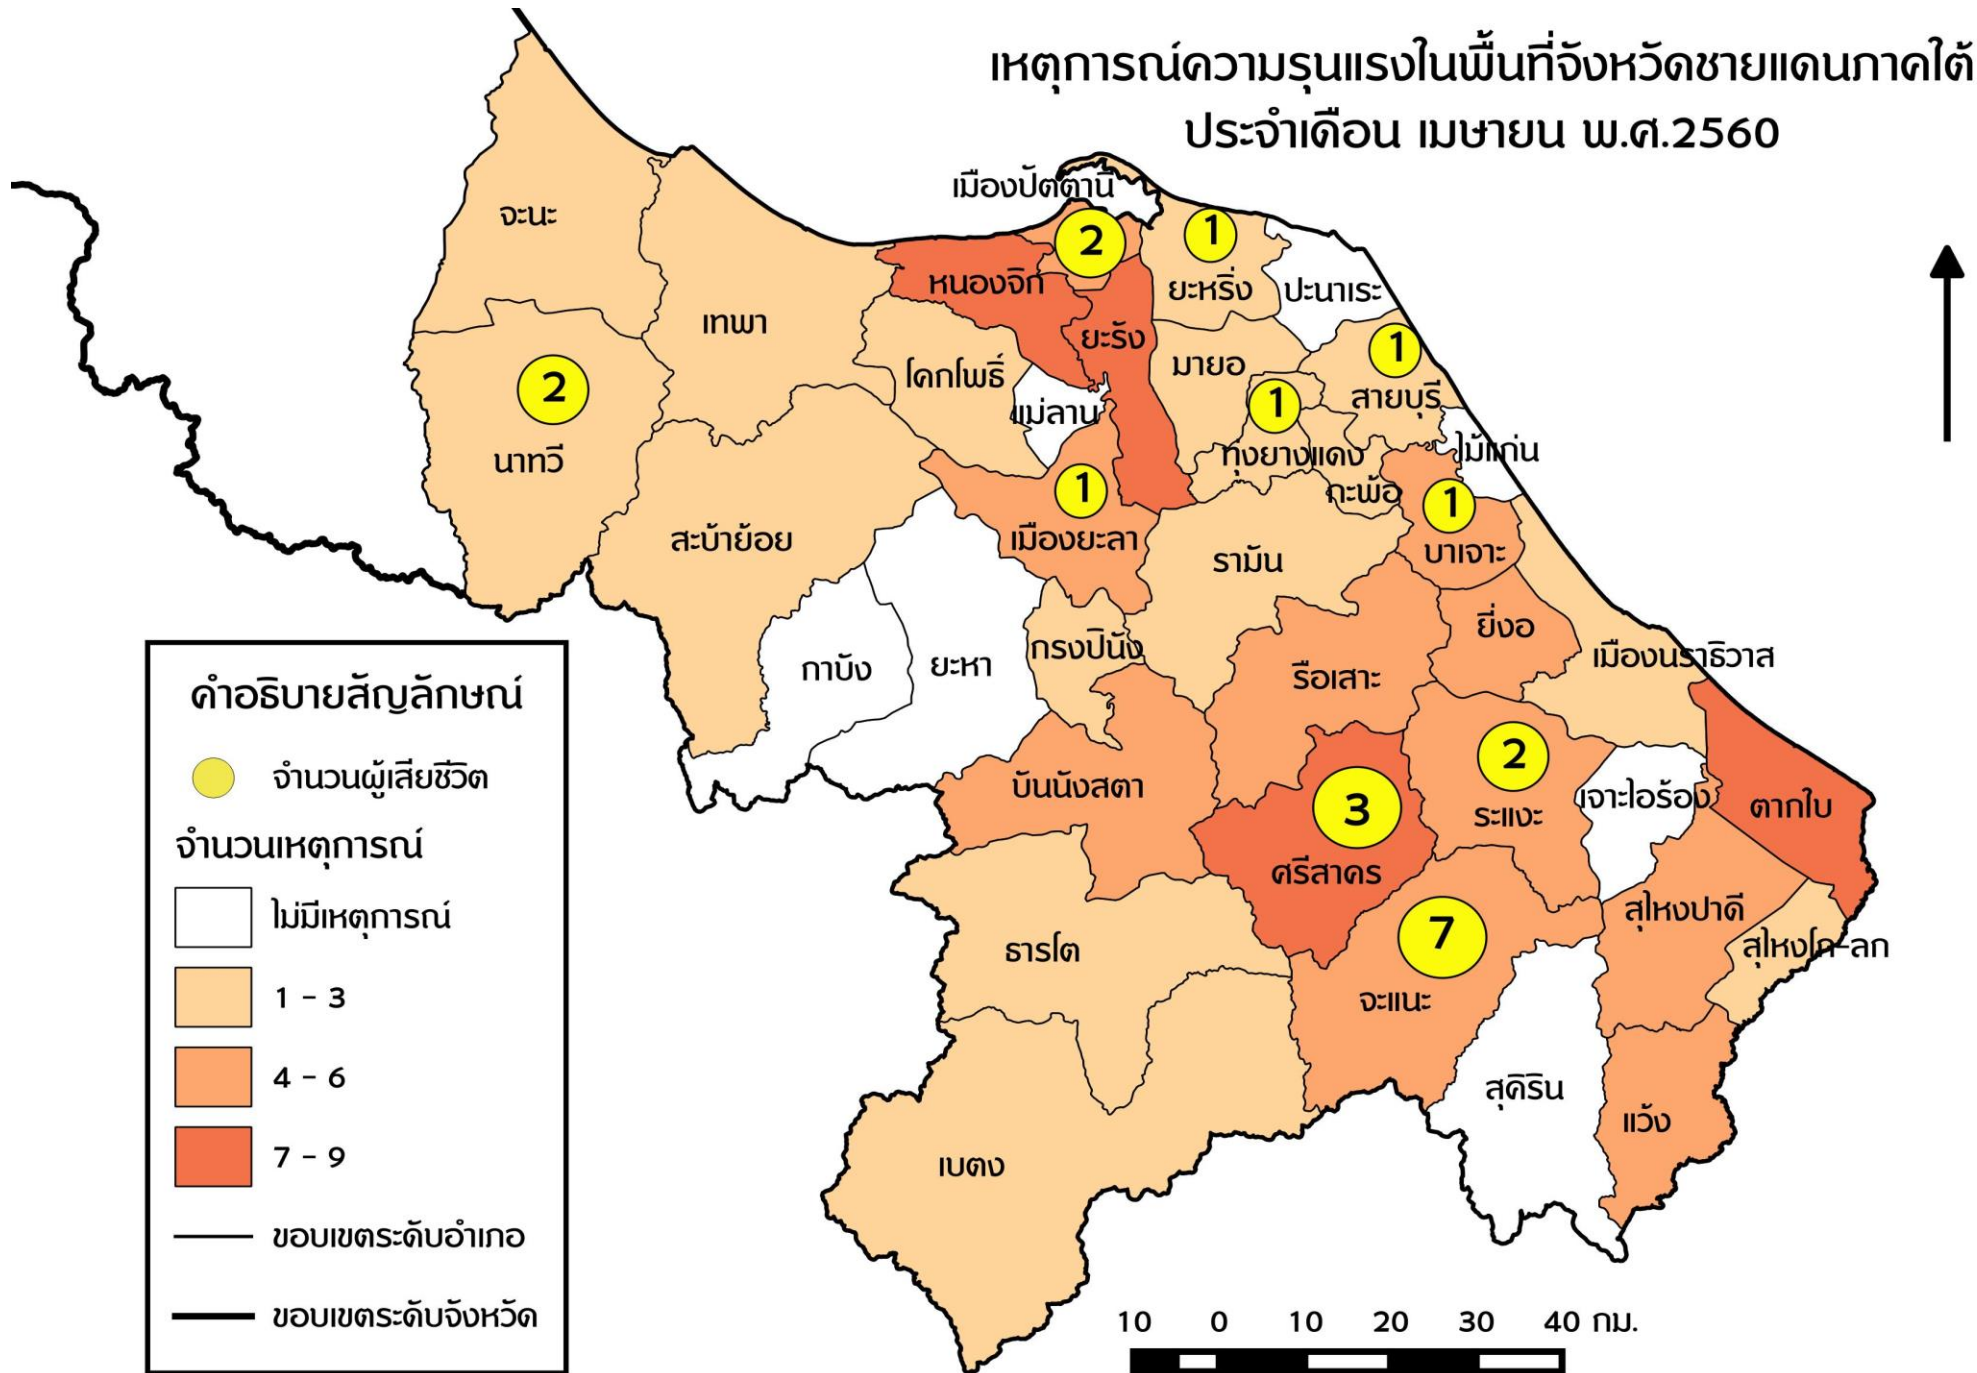 เหตุการณ์ความรุนแรงในพื้นที่จังหวัดชายแดนภาคใต้
ประจำเดือน เมษายน พ.ศ.2560
เมืองปัตตานี
จะนะ
2
1
หนองจิก
ยะหริ่ง
ปะนาเระ
เทพา
ยะรัง
1
โคกโพธิ์
มายอ
2
แม่ลาน
1
สายบุรี
นาทวี
ทุ่งยางแดง
ไม้แก่น
1
กะพ้อ
1
สะบ้าย้อย
เมืองยะลา
รามัน
บาเจาะ
ยี่งอ
กาบัง
ยะหา
กรงปินัง
รือเสาะ
เมืองนราธิวาส
2
บันนังสตา
3
ระแงะ
เจาะไอร้อง
ตากใบ
ศรีสาคร
7
สุไหงปาดี
ธารโต
จะแนะ
สุไหงโก-ลก
สุคิริน
แว้ง
เบตง
คำอธิบายสัญลักษณ์
จำนวนผู้เสียชีวิต
จำนวนเหตุการณ์
ไม่มีเหตุการณ์
1 - 3
4 - 6
7 - 9
ขอบเขตระดับอำเภอ
ขอบเขตระดับจังหวัด
10 0 10 20 30 40 กม.